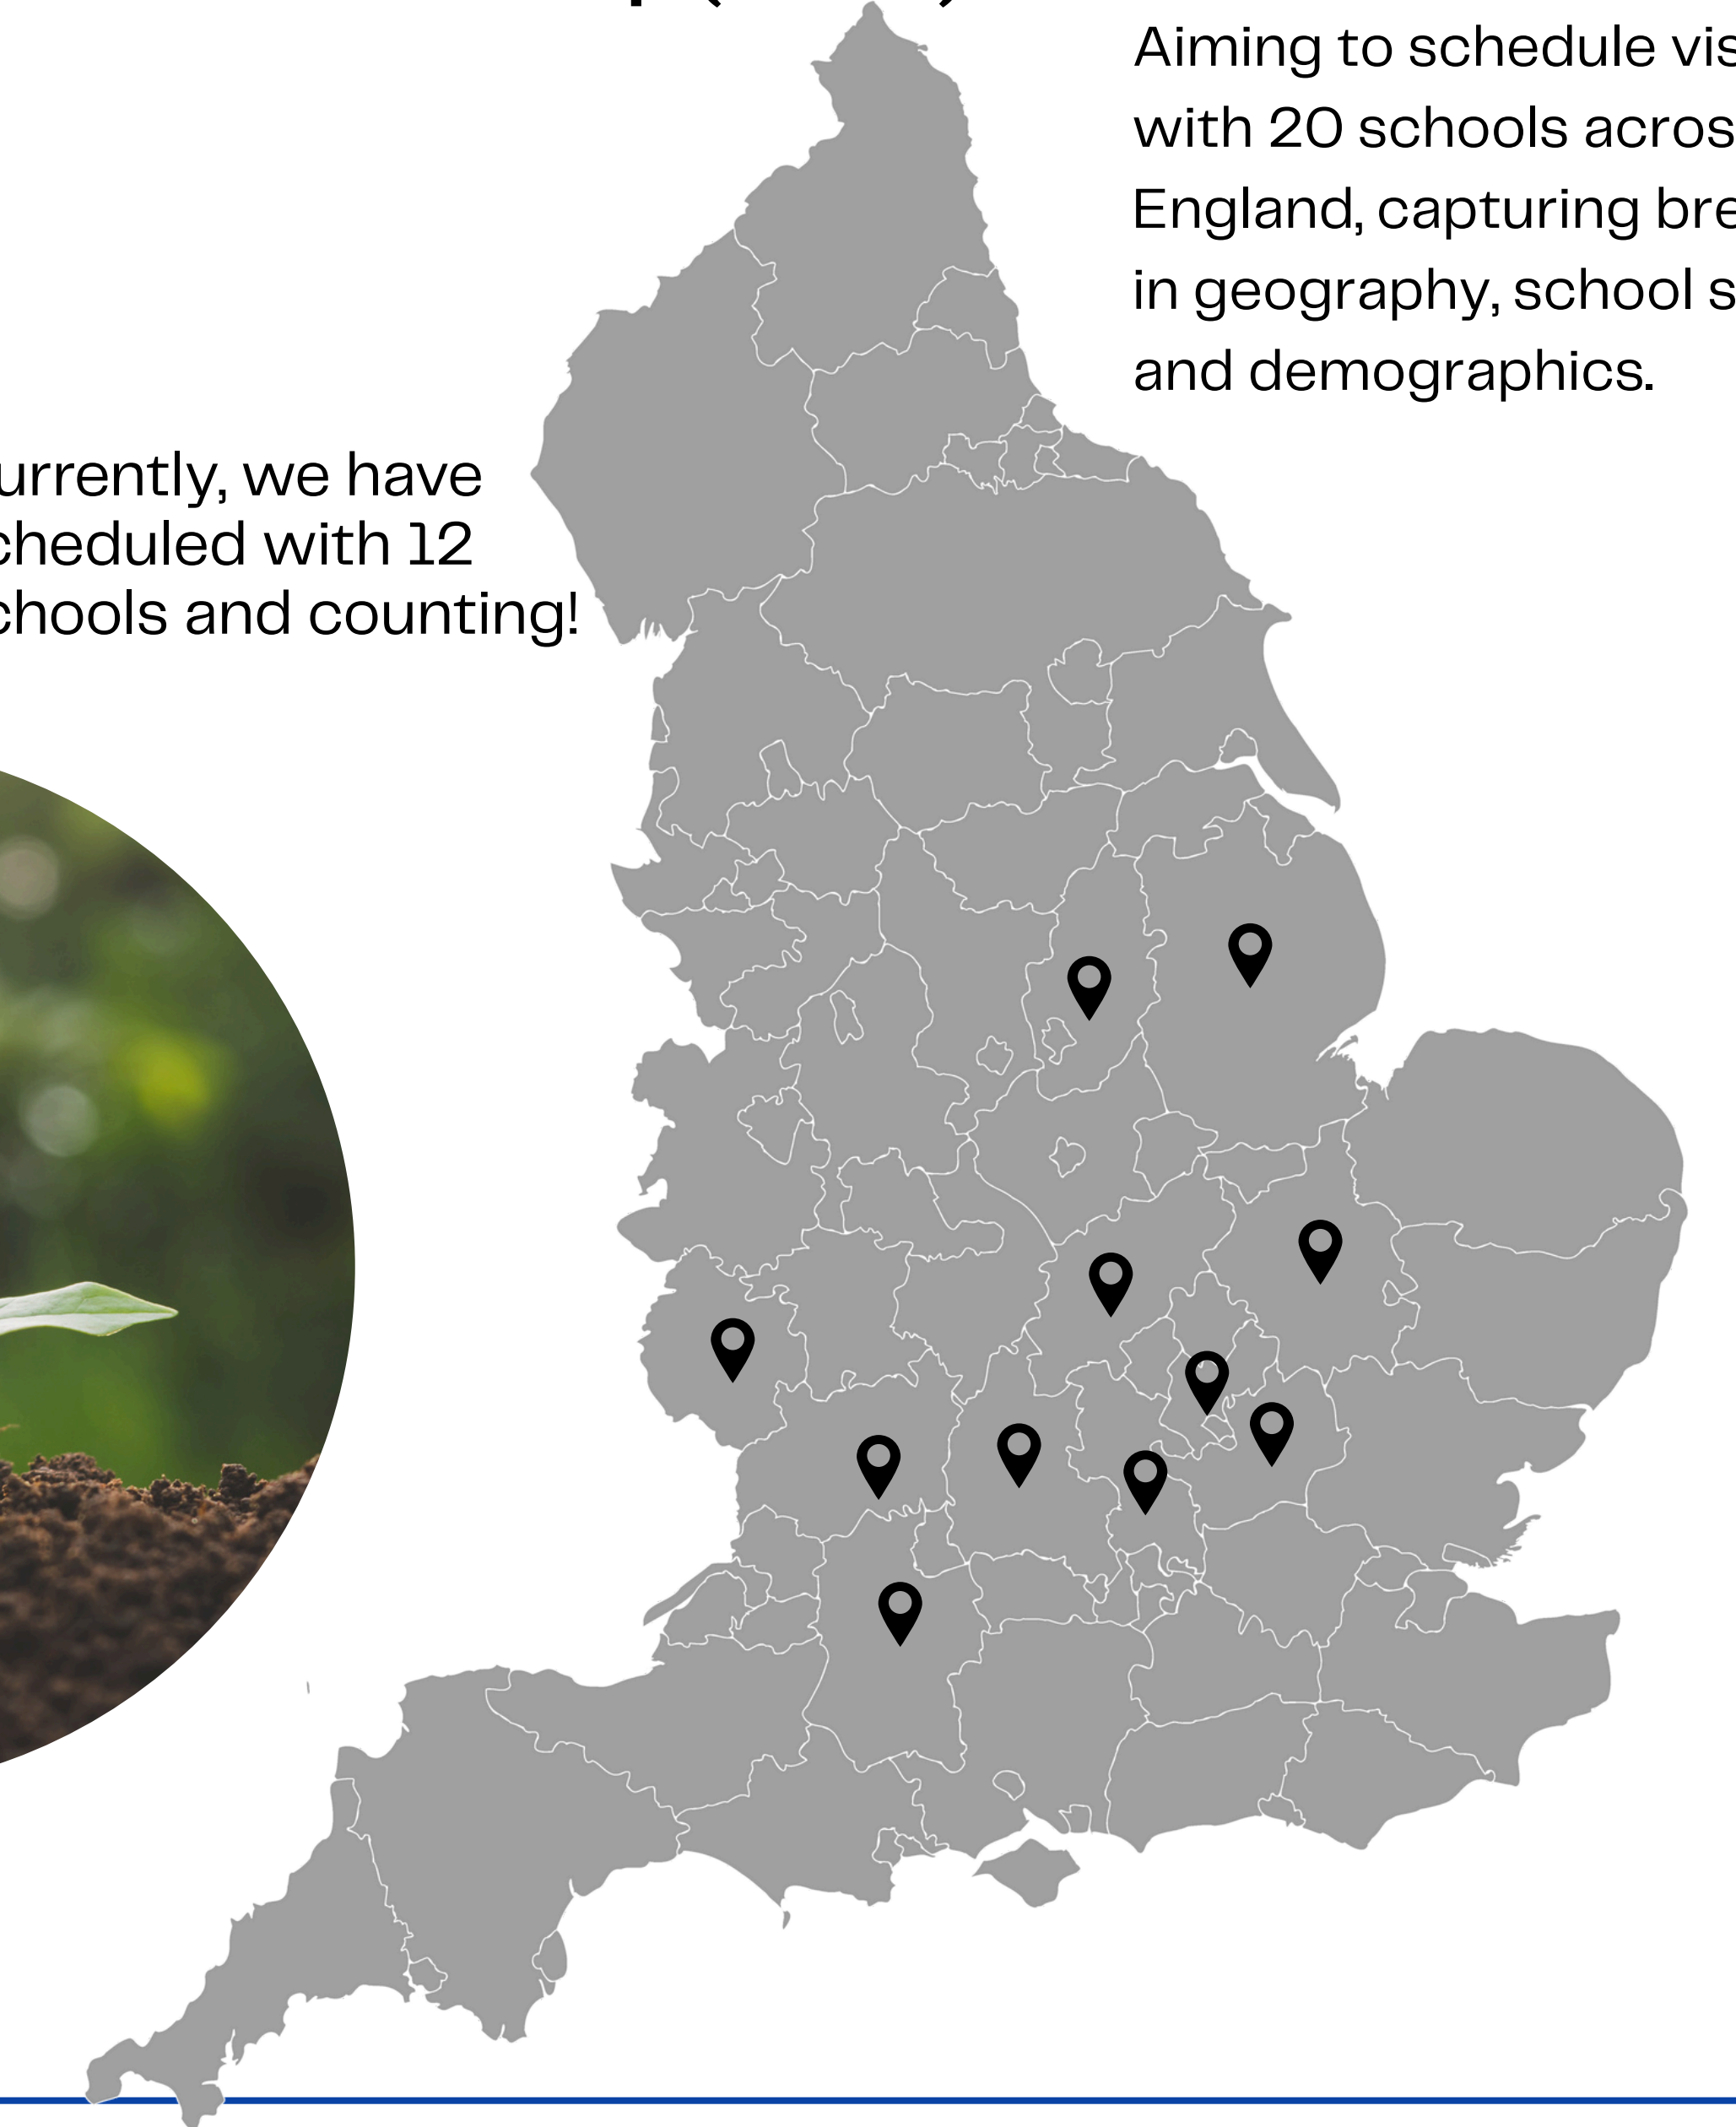 Aiming to schedule vis
with 20 schools acros
England, capturing bre
in geography, school s
and demographics.
urrently, we have
cheduled with 12
chools and counting!